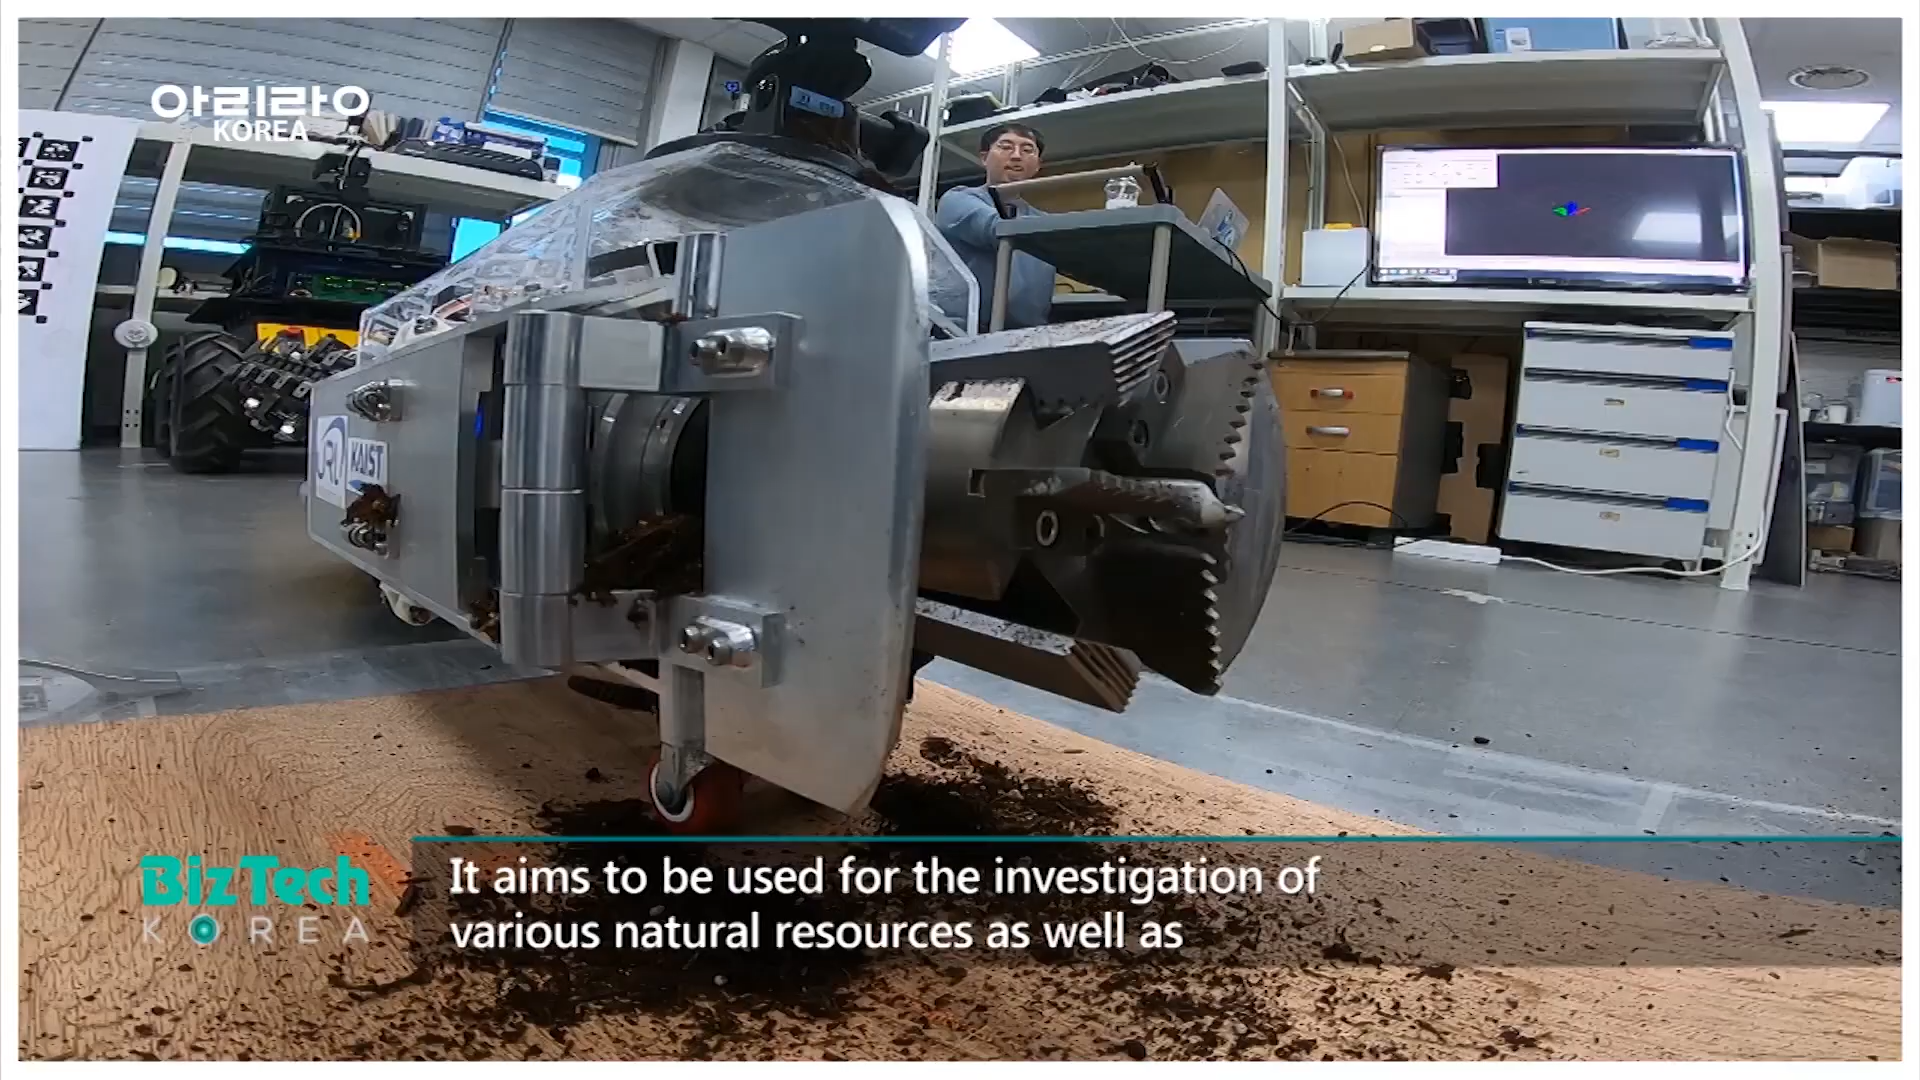 아리랑
KOREA
URL
KAIST
BizTech
KOREA
It aims to be used for the investigation of
various natural resources as well as